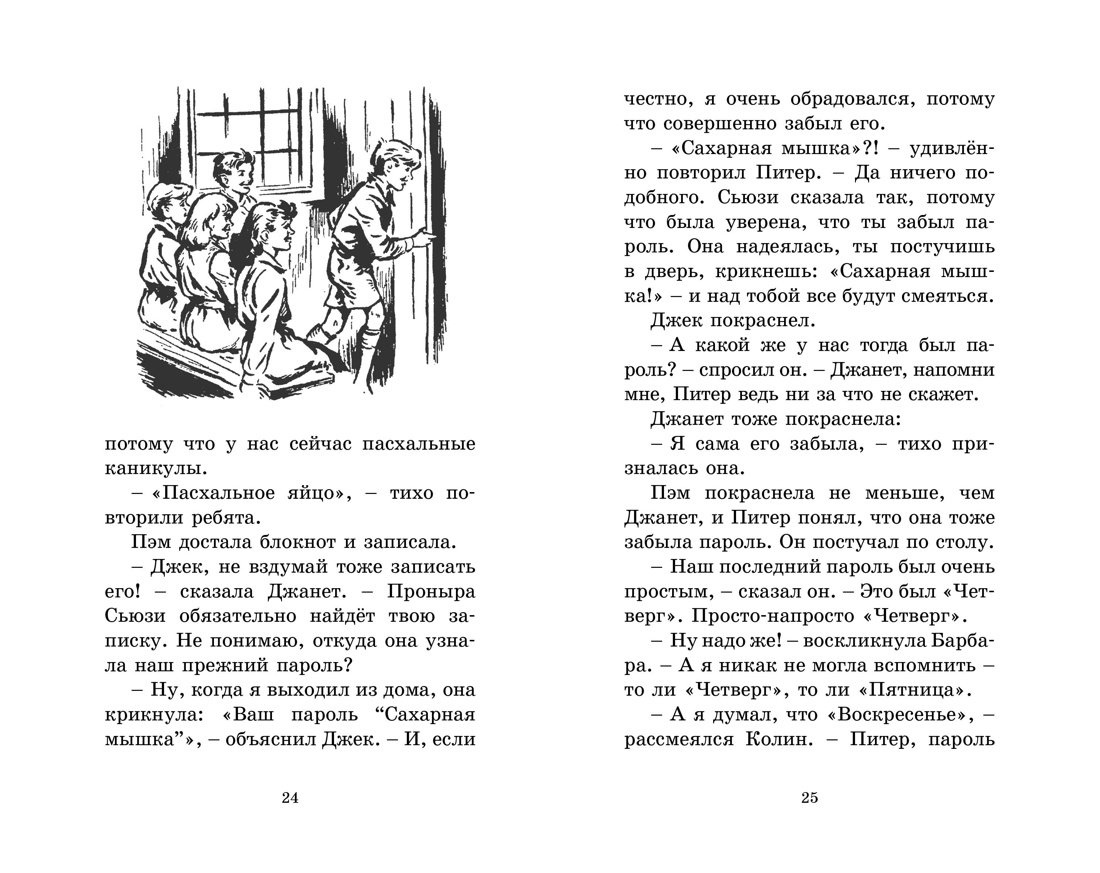 потому что у нас сейчас пасхальные
каникулы.
– «Пасхальное яйцо», – тихо по-
вторили ребята.
Пэм достала блокнот и записала.
– Джек, не вздумай тоже записать
его! – сказала Джанет. – Проныра
Сьюзи обязательно найдёт твою за-
писку. Не понимаю, откуда она узна-
ла наш прежний пароль?
– Ну, когда я выходил из дома, она
крикнула: «Ваш пароль “Сахарная
мышка”», – объяснил Джек. – И, если
24
честно, я очень обрадовался, потому
что совершенно забыл его.
– «Сахарная мышка»?! – удивлён-
но повторил Питер. – Да ничего по-
добного. Сьюзи сказала так, потому
что была уверена, что ты забыл па-
роль. Она надеялась, ты постучишь
в дверь, крикнешь: «Сахарная мыш-
ка!» – и над тобой все будут смеяться.
Джек покраснел.
– А какой же у нас тогда был па-
роль? – спросил он. – Джанет, напомни
мне, Питер ведь ни за что не скажет.
Джанет тоже покраснела:
– Я сама его забыла, – тихо при-
зналась она.
Пэм покраснела не меньше, чем
Джанет, и Питер понял, что она тоже
забыла пароль. Он постучал по столу.
– Наш последний пароль был очень
простым, – сказал он. – Это был «Чет-
верг». Просто-напросто «Четверг».
– Ну надо же! – воскликнула Барба-
ра. – А я никак не могла вспомнить –
то ли «Четверг», то ли «Пятница».
– А я думал, что «Воскресенье», –
рассмеялся Колин. – Питер, пароль
25